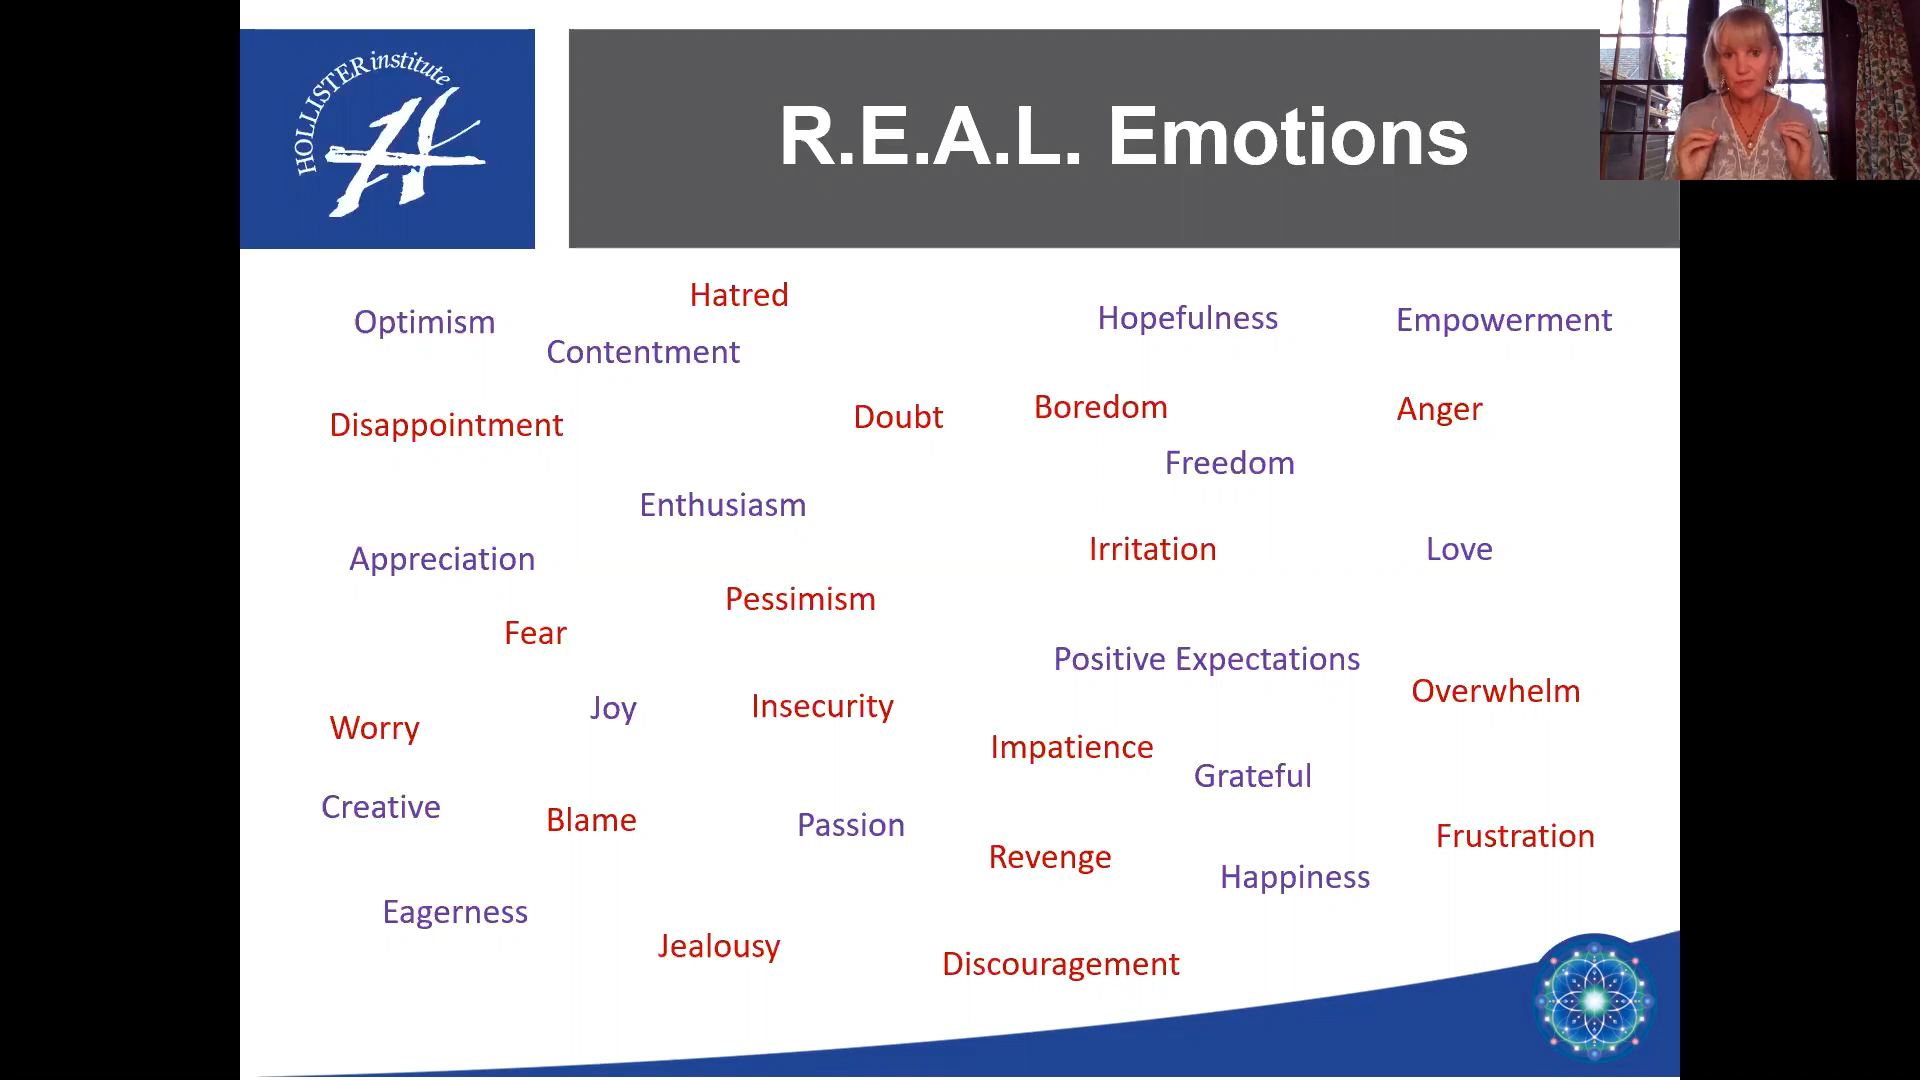 HOLLISTER institute
R.E.A.L. Emotions
Hatred
Optimism
Hopefulness
Empowerment
Contentment
Disappointment
Doubt
Boredom
Anger
Freedom
Enthusiasm
Appreciation
Irritation
Love
Pessimism
Fear
Positive Expectations
Overwhelm
Worry
Joy
Insecurity
Impatience
Grateful
Creative
Blame
Passion
Frustration
Revenge
Happiness
Eagerness
Jealousy
Discouragement